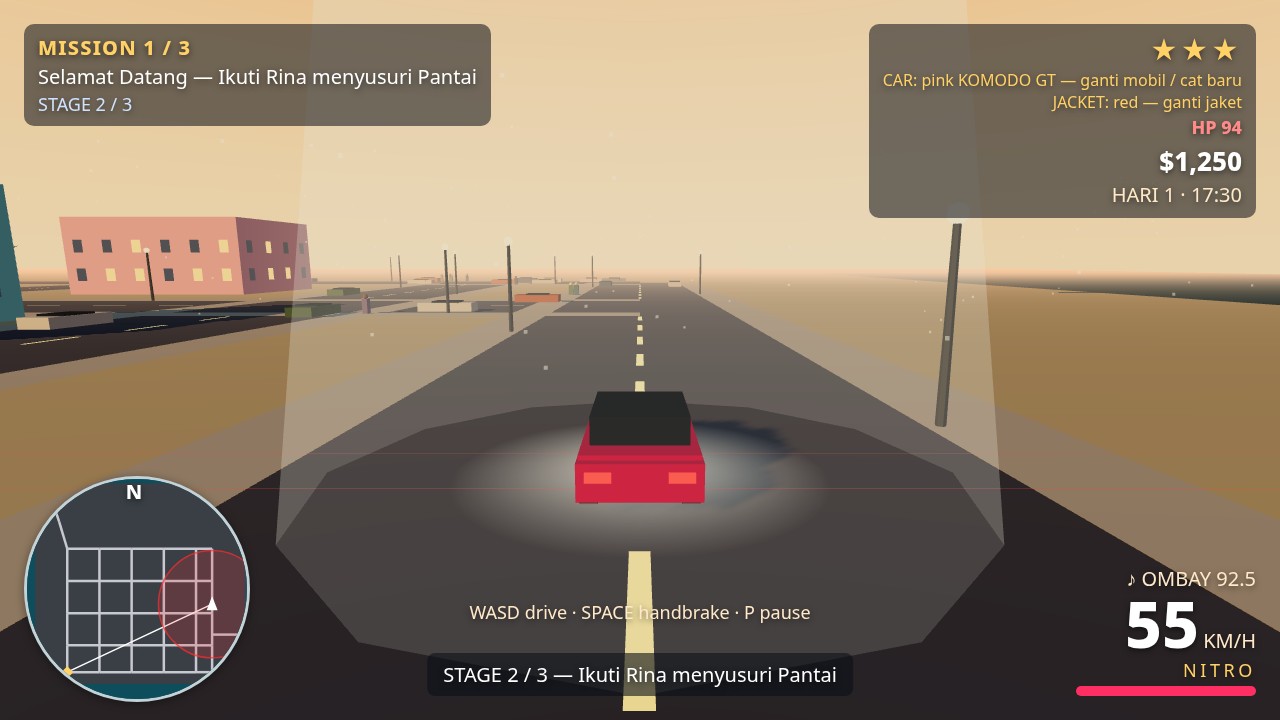 MISSION 1 / 3
Selamat Datang — Ikuti Rina menyusuri Pantai
STAGE 2 / 3
★★★
CAR: pink KOMODO GT — ganti mobil / cat baru
JACKET: red — ganti jaket
HP 94
$1,250
HARI 1 · 17:30
N
WASD drive · SPACE handbrake · P pause
STAGE 2 / 3 — Ikuti Rina menyusuri Pantai
♪ OMBAY 92.5
55 KM/H
NITRO